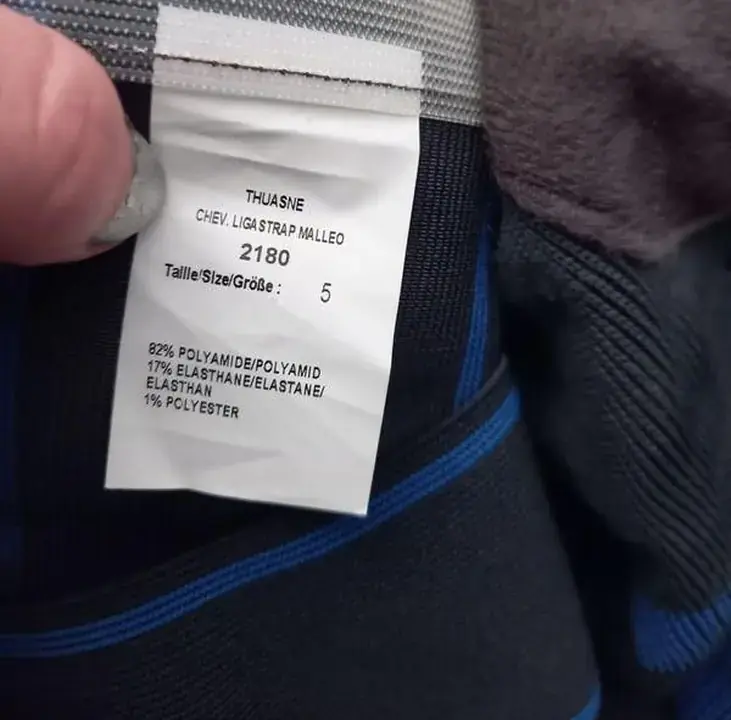 THUASNE
CHEV. LIGASTRAP MALLEO
2180
Taille/Size/Größe : 5
82% POLYAMIDE/POLYAMID
17% ELASTHANE/ELASTANE/
ELASTHAN
1% POLYESTER